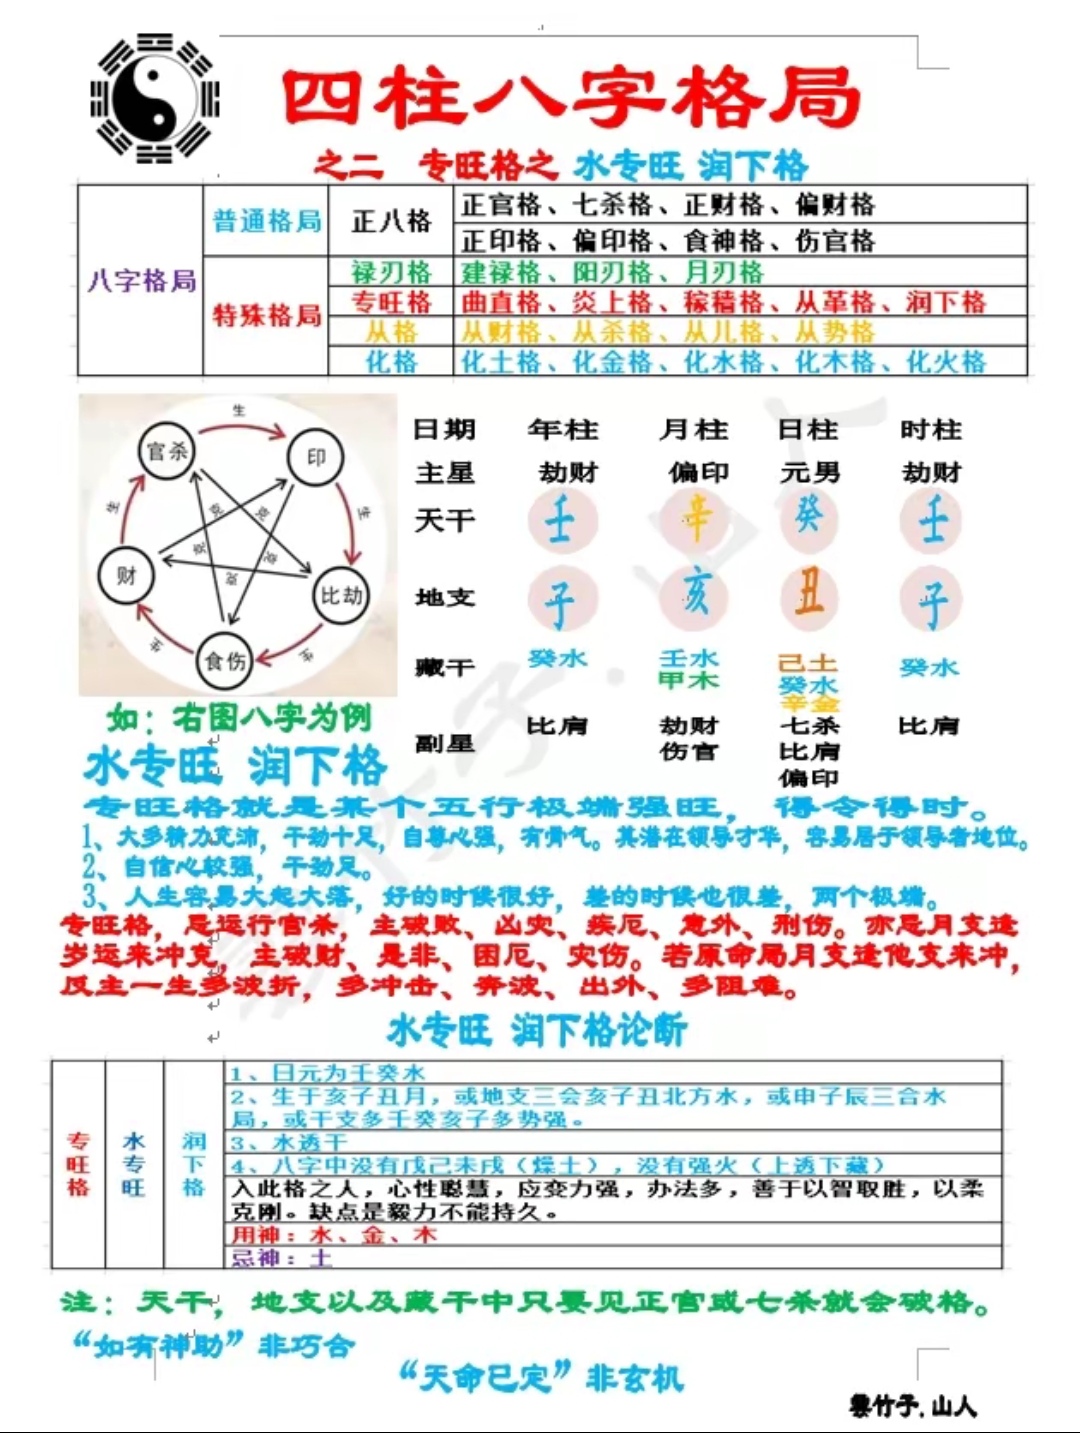 四柱八字格局
之二 专旺格之 水专旺 润下格
八字格局
普通格局
正八格
正官格、七杀格、正财格、偏财格
正印格、偏印格、食神格、伤官格
特殊格局
禄刃格
建禄格、阳刃格、月刃格
专旺格
曲直格、炎上格、稼穑格、从革格、润下格
从格
从财格、从杀格、从儿格、从势格
化格
化土格、化金格、化水格、化木格、化火格
官杀
生
印
生
比劫
生
食伤
生
财
生
克
克
克
克
克
日期 年柱 月柱 日柱 时柱
主星 劫财 偏印 元男 劫财
天干 壬 辛 癸 壬
地支 子 亥 丑 子
藏干 癸水 壬水 己土 癸水
甲木 癸水
辛金
副星 比肩 劫财 七杀 比肩
伤官 比肩
偏印
如：右图八字为例
水专旺 润下格
专旺格就是某个五行极端强旺，得令得时。
1、大多精力充沛，干劲十足，自尊心强，有骨气。其潜在领导才华，容易居于领导者地位。
2、自信心较强，干劲足。
3、人生容易大起大落，好的时候很好，差的时候也很差，两个极端。
专旺格，忌运行官杀，主破败、凶灾、疾厄、意外、刑伤。亦忌月支逢
岁运来冲克，主破财、是非、困厄、灾伤。若原命局月支逢他支来冲，
反主一生多波折，多冲击、奔波、出外、多阻难。
水专旺 润下格论断
专旺格
水专旺
润下格
1、日元为壬癸水
2、生于亥子丑月，或地支三会亥子丑北方水，或申子辰三合水
局，或干支多壬癸亥子多势强。
3、水透干
4、八字中没有戊己未戌（燥土），没有强火（上透下藏）
入此格之人，心性聪慧，应变力强，办法多，善于以智取胜，以柔
克刚。缺点是毅力不能持久。
用神：水、金、木
忌神：土
注：天干，地支以及藏干中只要见正官或七杀就会破格。
“如有神助”非巧合
“天命已定”非玄机
雲竹子.山人